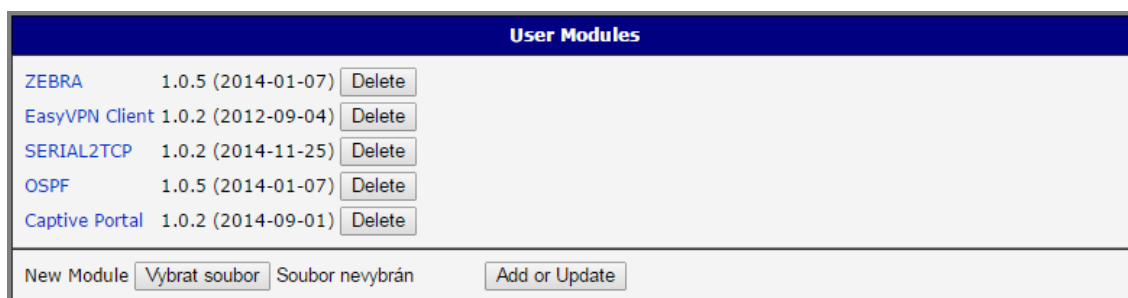 User Modules
ZEBRA 1.0.5 (2014-01-07) Delete
EasyVPN Client 1.0.2 (2012-09-04) Delete
SERIAL2TCP 1.0.2 (2014-11-25) Delete
OSPF 1.0.5 (2014-01-07) Delete
Captive Portal 1.0.2 (2014-09-01) Delete
New Module Vybrat soubor Soubor nevybrán Add or Update